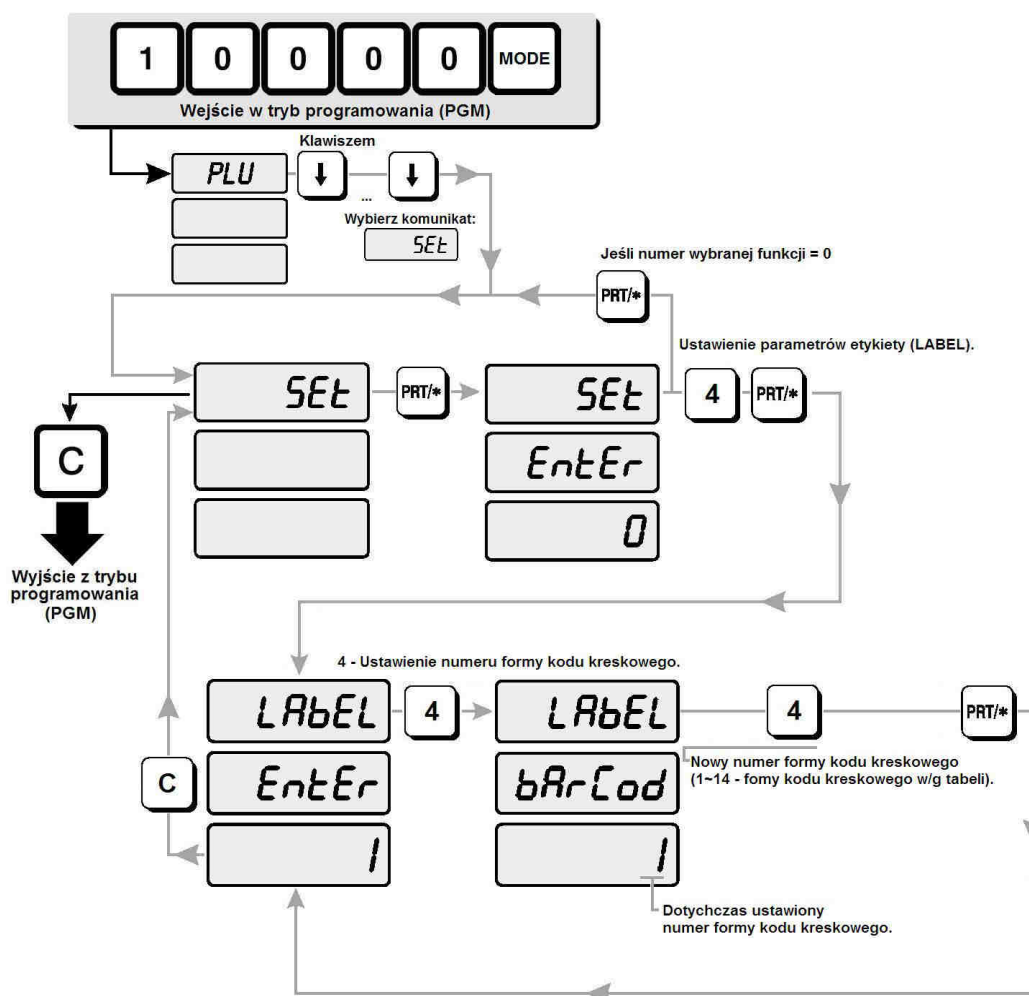 1 0 0 0 0 MODE
Wejście w tryb programowania (PGM)
Klawiszem
PLU
...
Wybierz komunikat:
SEt
Jeśli numer wybranej funkcji = 0
PRT/*
Ustawienie parametrów etykiety (LABEL).
SEt
PRT/*
SEt
4
PRT/*
C
EntEr
0
Wyjście z trybu
programowania
(PGM)
4 - Ustawienie numeru formy kodu kreskowego.
LAbEL
4
LAbEL
4
PRT/*
Nowy numer formy kodu kreskowego
(1~14 - fomy kodu kreskowego w/g tabeli).
C
EntEr
bArCod
1
1
Dotychczas ustawiony
numer formy kodu kreskowego.